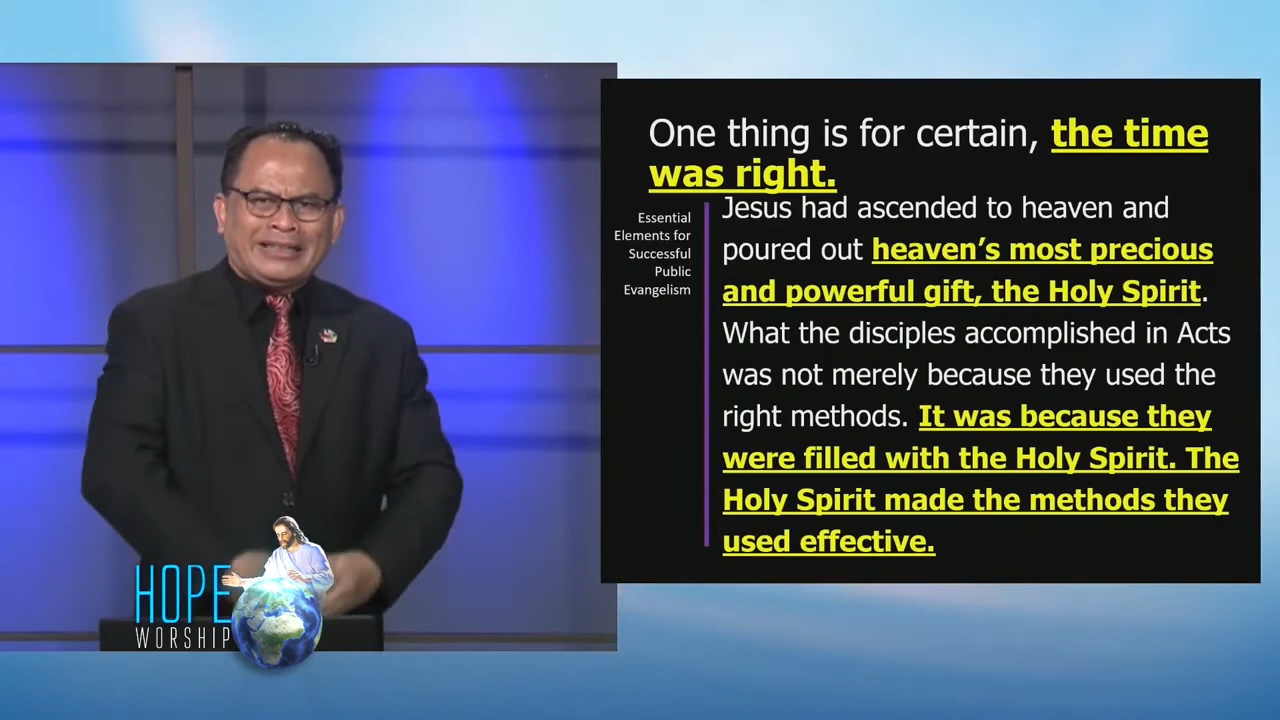 One thing is for certain, the time
was right.
Essential
Elements for
Successful
Public
Evangelism
Jesus had ascended to heaven and
poured out heaven’s most precious
and powerful gift, the Holy Spirit.
What the disciples accomplished in Acts
was not merely because they used the
right methods. It was because they
were filled with the Holy Spirit. The
Holy Spirit made the methods they
used effective.
HOPE
WORSHIP